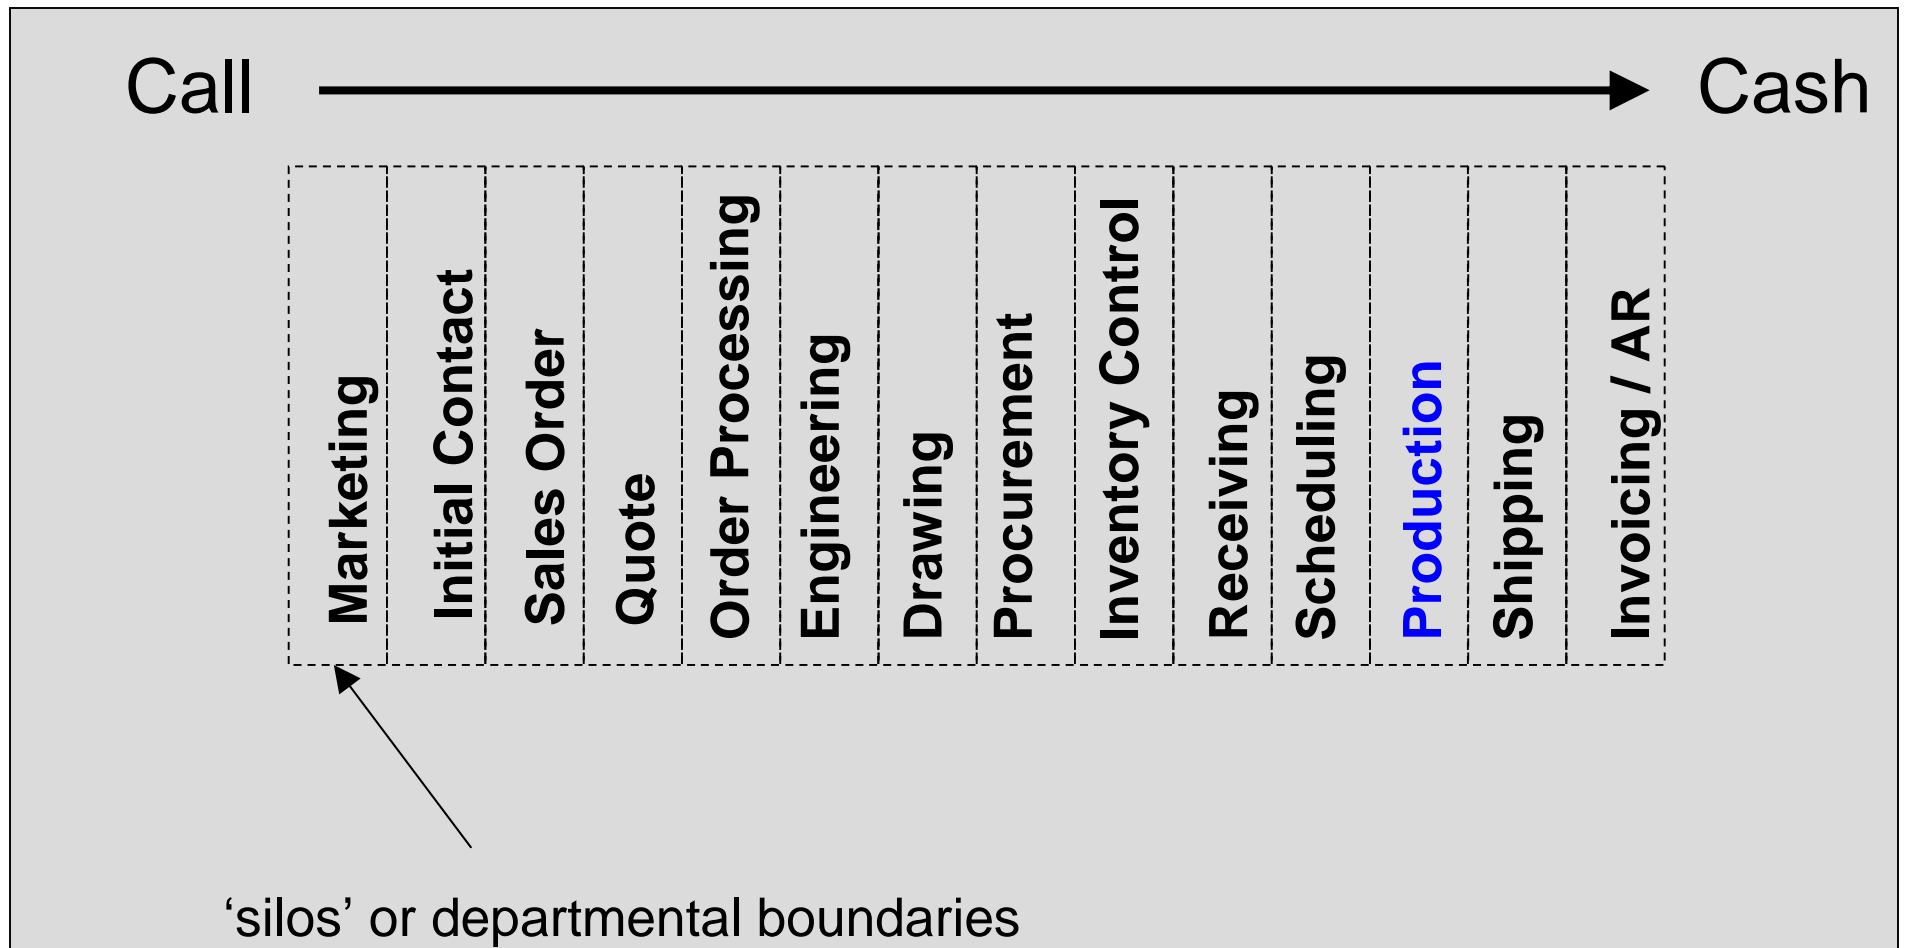 Call
Cash
Marketing
Initial Contact
Sales Order
Quote
Order Processing
Engineering
Drawing
Procurement
Inventory Control
Receiving
Scheduling
Production
Shipping
Invoicing / AR
‘silos’ or departmental boundaries